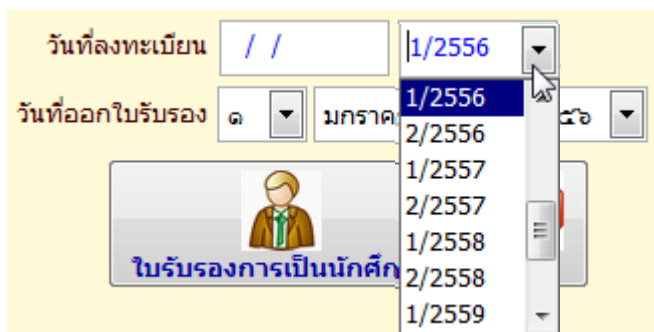 วันที่ลงทะเบียน / / 1/2556
1/2556
วันที่ออกใบรับรอง ๑ มกราค ๕๖
2/2556
1/2557
2/2557
1/2558
ใบรับรองการเป็นนักศึก
2/2558
1/2559